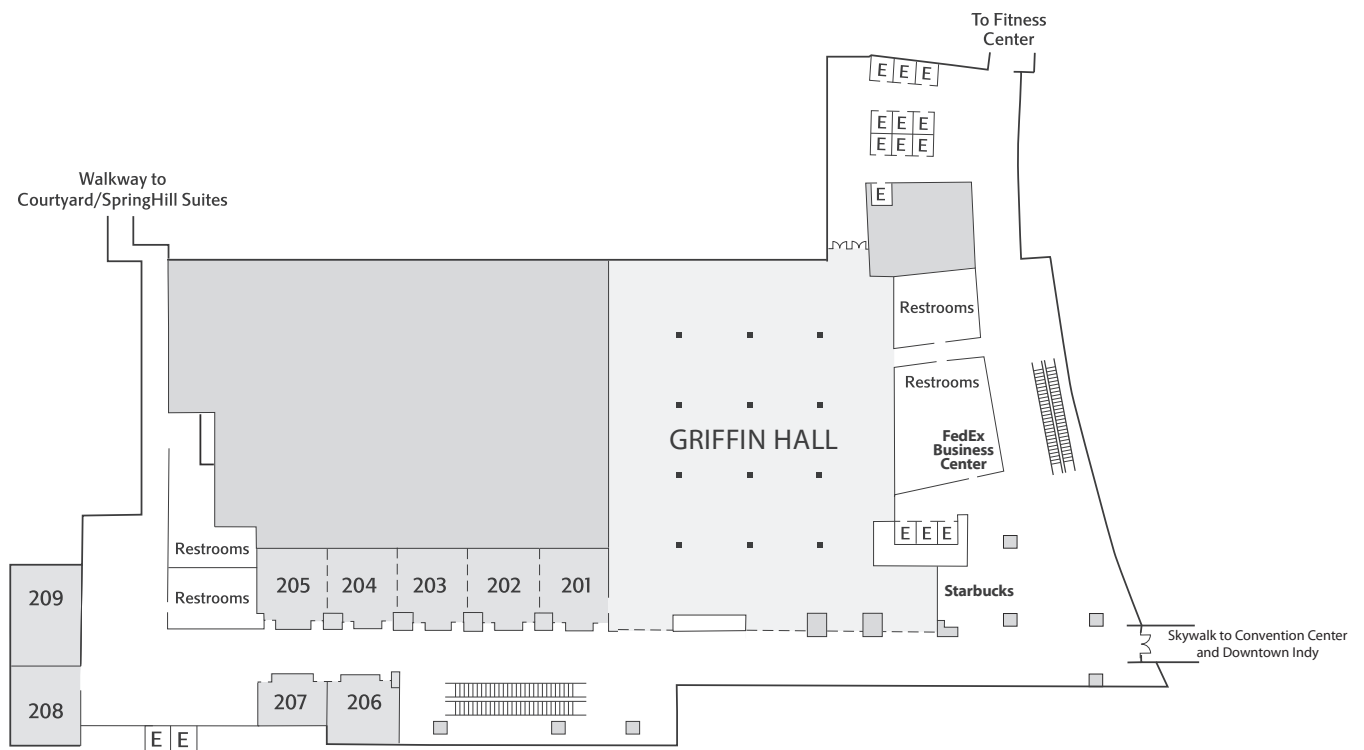 To Fitness
Center
E E E
E E E
E E E
Walkway to
Courtyard/SpringHill Suites
E
Restrooms
Restrooms
GRIFFIN HALL
FedEx
Business
Center
E E E
Restrooms
205 204 203 202 201
Starbucks
209
Restrooms
Skywalk to Convention Center
and Downtown Indy
207 206
208
E E